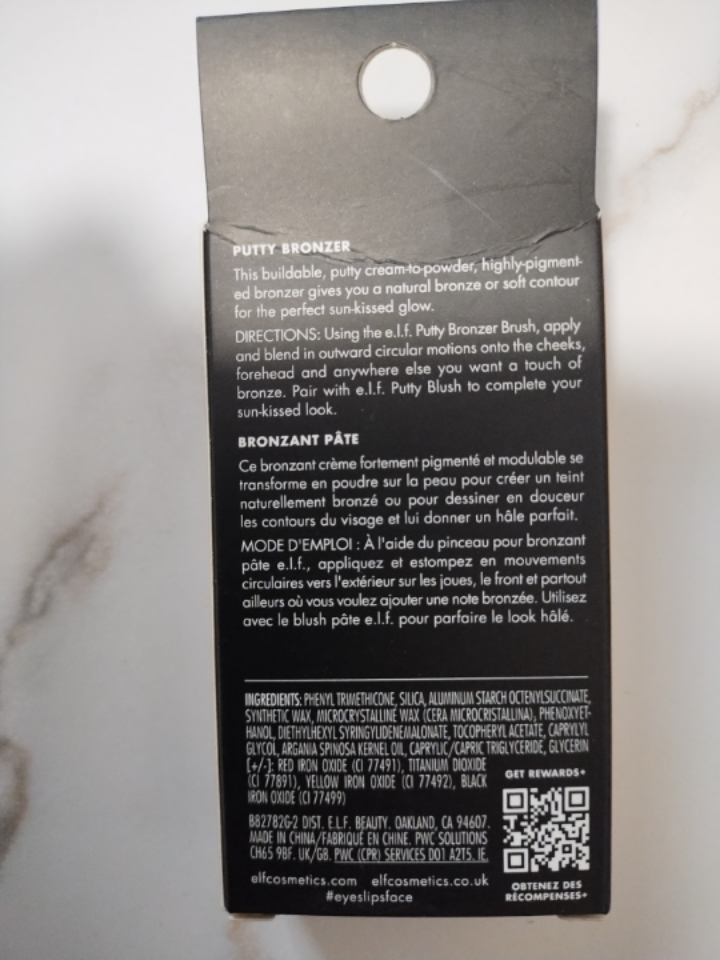 PUTTY BRONZER
This buildable, putty cream-to-powder, highly-pigment-
ed bronzer gives you a natural bronze or soft contour
for the perfect sun-kissed glow.
DIRECTIONS: Using the e.l.f. Putty Bronzer Brush, apply
and blend in outward circular motions onto the cheeks,
forehead and anywhere else you want a touch of
bronze. Pair with e.l.f. Putty Blush to complete your
sun-kissed look.
BRONZANT PÂTE
Ce bronzant crème fortement pigmenté et modulable se
transforme en poudre sur la peau pour créer un teint
naturellement bronzé ou pour dessiner en douceur
les contours du visage et lui donner un hâle parfait.
MODE D'EMPLOI : À l'aide du pinceau pour bronzant
pâte e.l.f., appliquez et estompez en mouvements
circulaires vers l'extérieur sur les joues, le front et partout
ailleurs où vous voulez ajouter une note bronzée. Utilisez
avec le blush pâte e.l.f. pour parfaire le look hâlé.
INGREDIENTS: PHENYL TRIMETHICONE, SILICA, ALUMINUM STARCH OCTENYLSUCCINATE,
SYNTHETIC WAX, MICROCRYSTALLINE WAX (CERA MICROCRISTALLINA), PHENOXYET-
HANOL, DIETHYLHEXYL SYRINGYLIDENEMALONATE, TOCOPHERYL ACETATE, CAPRYLYL
GLYCOL, ARGANIA SPINOSA KERNEL OIL, CAPRYLIC/CAPRIC TRIGLYCERIDE, GLYCERIN
[+/-]: RED IRON OXIDE (CI 77491), TITANIUM DIOXIDE
(CI 77891), YELLOW IRON OXIDE (CI 77492), BLACK
IRON OXIDE (CI 77499)
B82782G-2 DIST. E.L.F. BEAUTY. OAKLAND, CA 94607.
MADE IN CHINA/FABRIQUÉ EN CHINE. PWC SOLUTIONS
CH65 9BF. UK/GB. PWC (CPR) SERVICES D01 A2T5. IE.
elfcosmetics.com elfcosmetics.co.uk
#eyeslipsface
GET REWARDS+
OBTENEZ DES
RÉCOMPENSES+